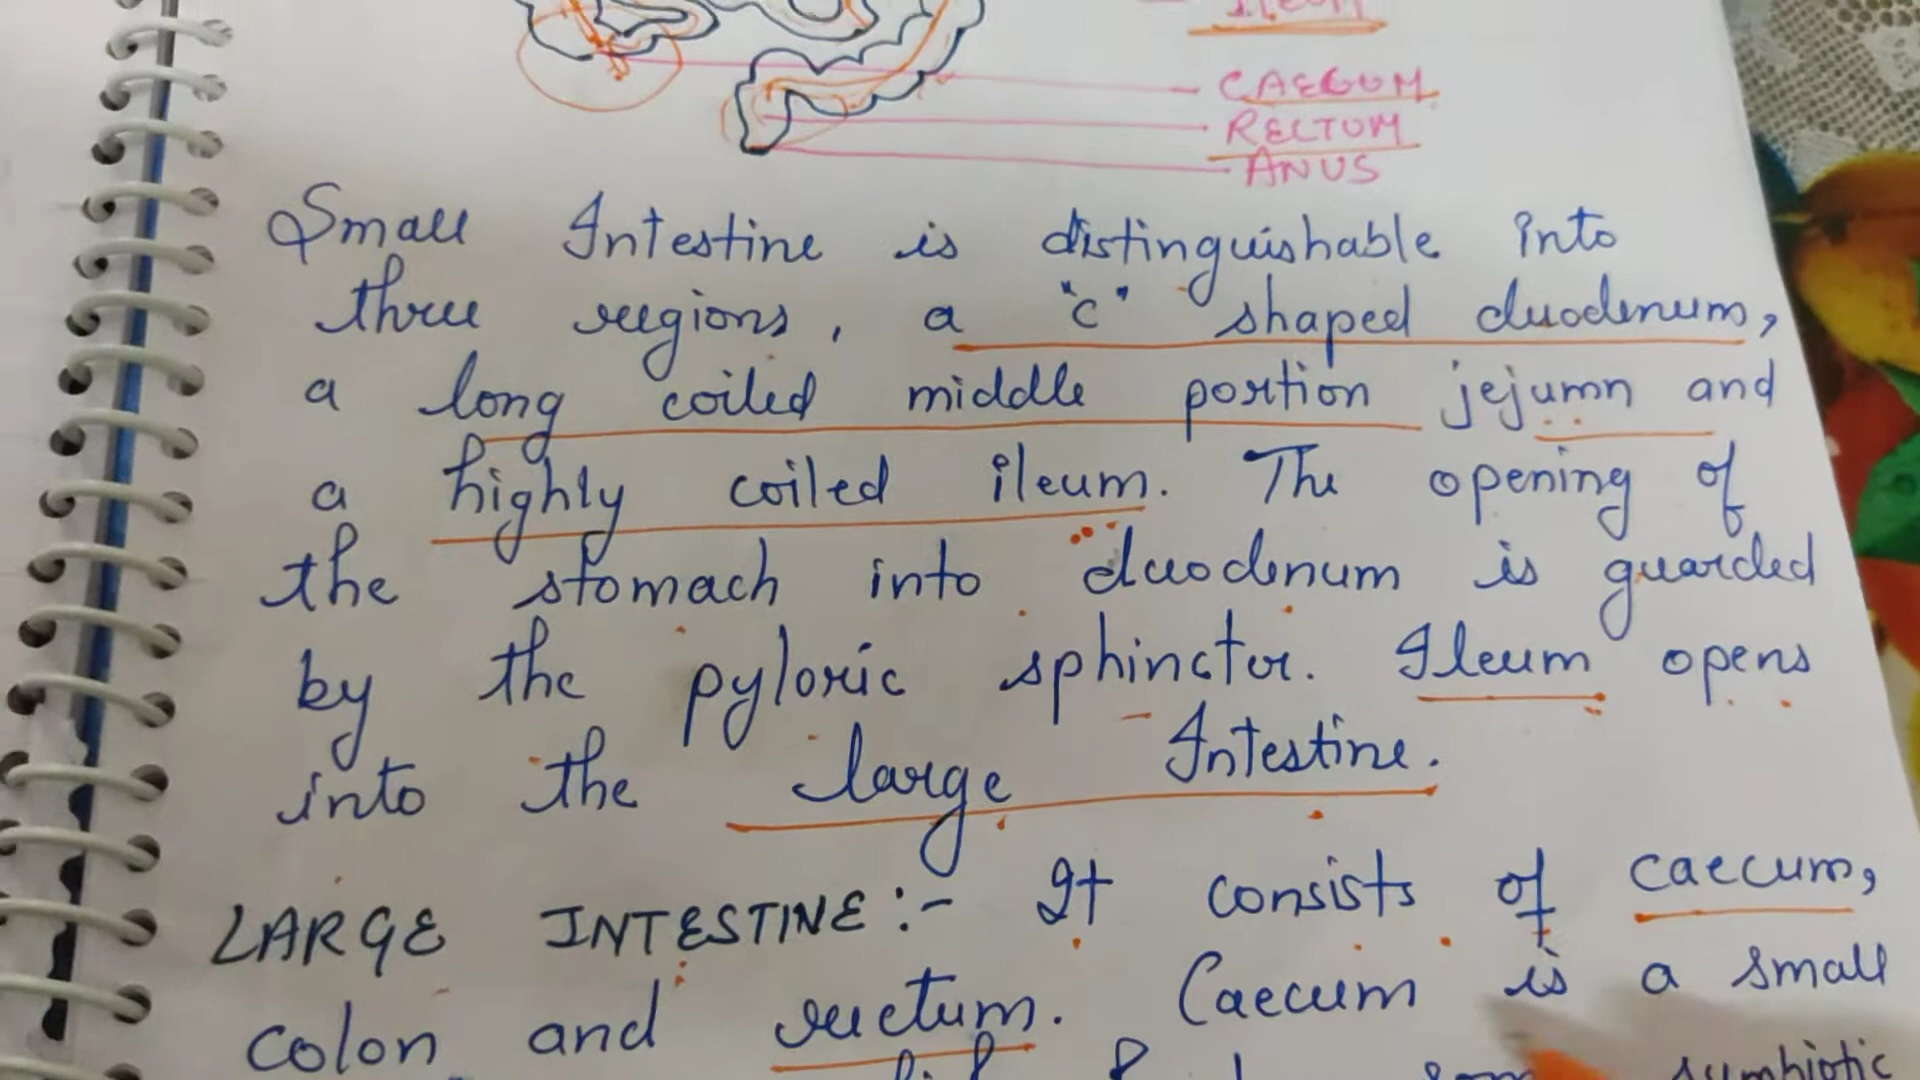 CAECUM
RECTUM
ANUS
Small Intestine is distinguishable into
three regions, a "c" shaped duodenum,
a long coiled middle portion jejumn and
a highly coiled ileum. The opening of
the stomach into duodenum is guarded
by the pyloric sphincter. Ileum opens
into the large Intestine.
LARGE INTESTINE:- It consists of caecum,
colon and rectum. Caecum is a small
symbiotic